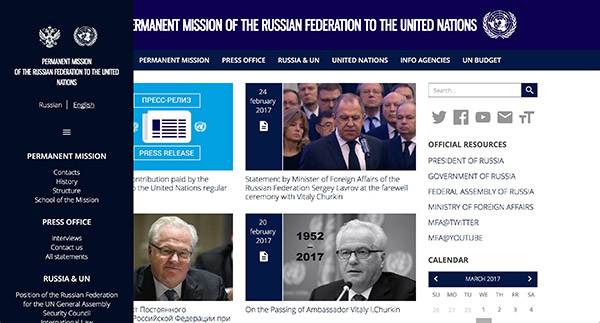 PERMANENT MISSION
OF THE RUSSIAN FEDERATION TO THE UNITED
NATIONS
Russian | English
PERMANENT MISSION
Contacts
History
Structure
School of the Mission
PRESS OFFICE
Interviews
Contact us
All statements
RUSSIA & UN
Position of the Russian Federation
for the UN General Assembly
Security Council
International Law
PERMANENT MISSION OF THE RUSSIAN FEDERATION TO THE UNITED NATIONS
PERMANENT MISSION PRESS OFFICE RUSSIA & UN UNITED NATIONS INFO AGENCIES UN BUDGET
ПРЕСС-РЕЛИЗ
PRESS RELEASE
contribution paid by the
the United Nations regular
24
february
2017
Statement by Minister of Foreign Affairs of the
Russian Federation Sergey Lavrov at the farewell
ceremony with Vitaly Churkin
Постоянного
Российской Федерации при
20
february
2017
1952
–
2017
On the Passing of Ambassador Vitaly I.Churkin
Search...
OFFICIAL RESOURCES
PRESIDENT OF RUSSIA
GOVERNMENT OF RUSSIA
FEDERAL ASSEMBLY OF RUSSIA
MINISTRY OF FOREIGN AFFAIRS
MFA@TWITTER
MFA@YOUTUBE
CALENDAR
MARCH 2017
SU MO TU WE TH FR SA
26 27 28 1 2 3 4